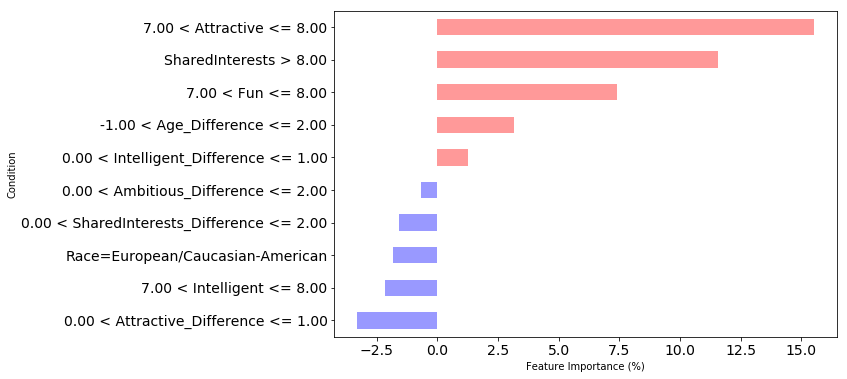 7.00 < Attractive <= 8.00
SharedInterests > 8.00
7.00 < Fun <= 8.00
-1.00 < Age_Difference <= 2.00
0.00 < Intelligent_Difference <= 1.00
0.00 < Ambitious_Difference <= 2.00
0.00 < SharedInterests_Difference <= 2.00
Race=European/Caucasian-American
7.00 < Intelligent <= 8.00
0.00 < Attractive_Difference <= 1.00
Condition
−2.5 0.0 2.5 5.0 7.5 10.0 12.5 15.0
Feature Importance (%)